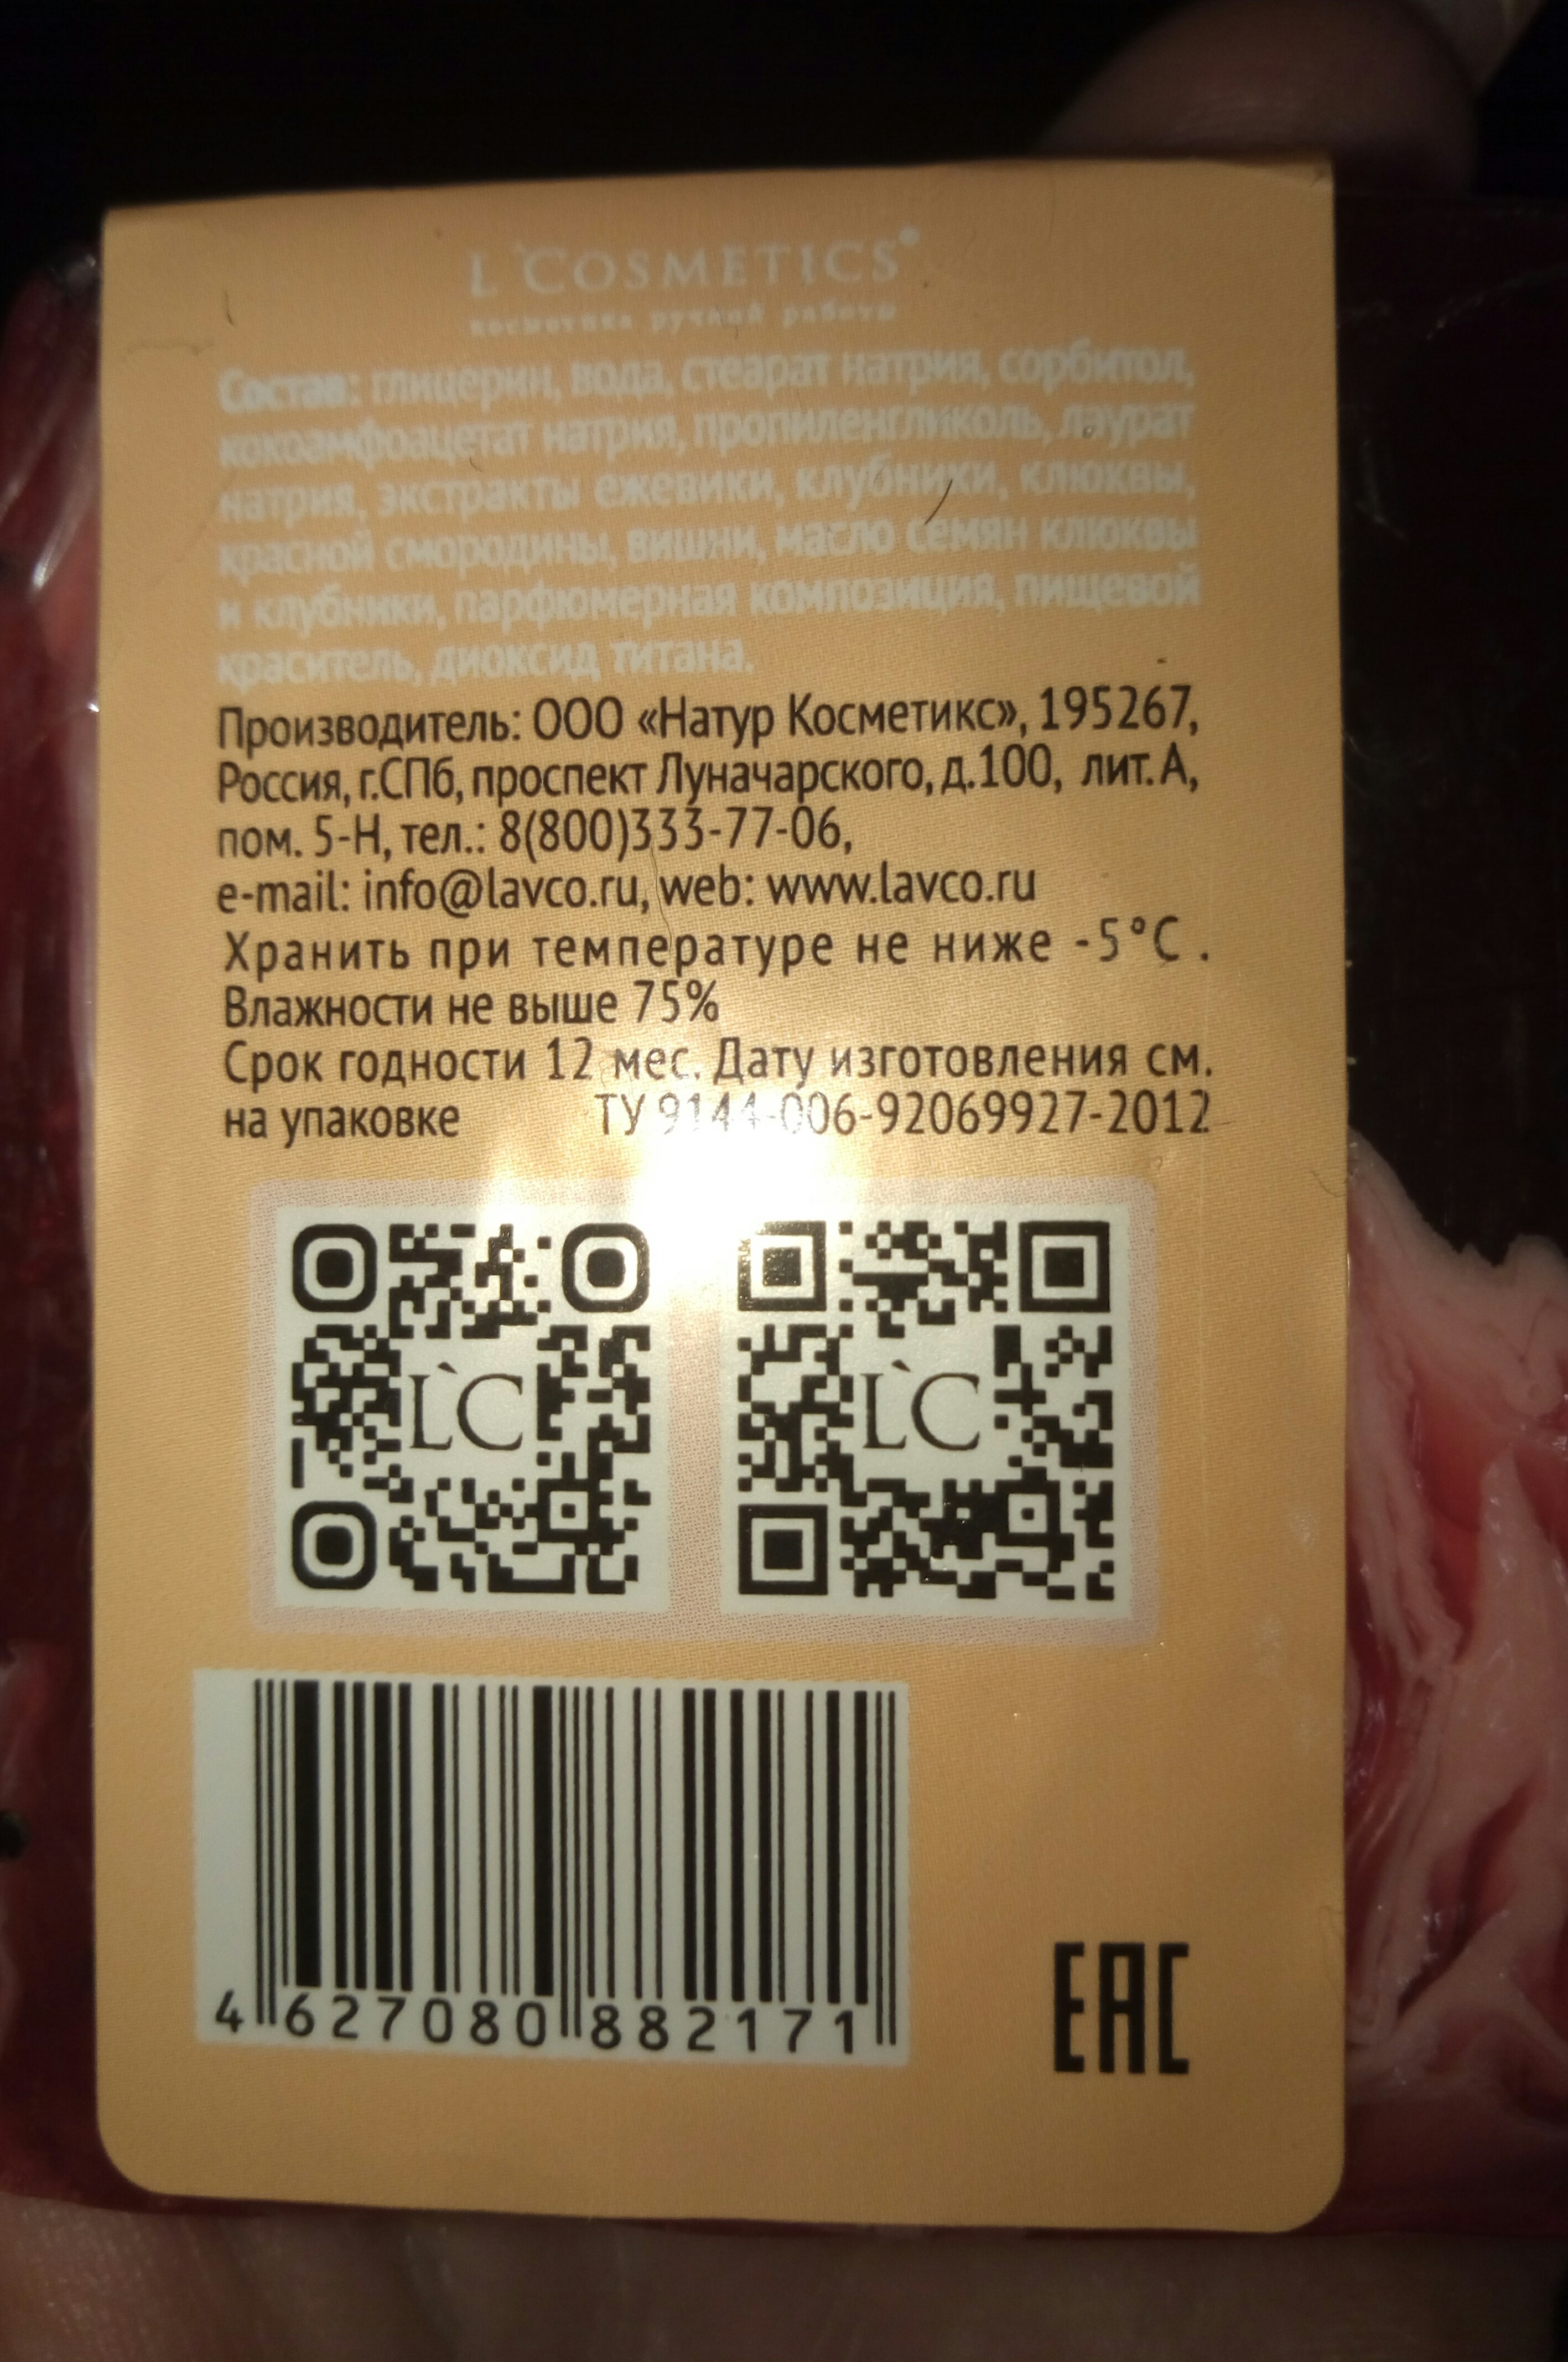 L`COSMETICS
косметика ручной работы
Состав: глицерин, вода, стеарат натрия, сорбитол,
кокоамфоацетат натрия, пропиленгликоль, лаурат
натрия, экстракты ежевики, клубники, клюквы,
красной смородины, вишни, масло семян клюквы
и клубники, парфюмерная композиция, пищевой
краситель, диоксид титана.
Производитель: ООО «Натур Косметикс», 195267,
Россия, г.СПб, проспект Луначарского, д.100, лит.А,
пом. 5-Н, тел.: 8(800)333-77-06,
e-mail: info@lavco.ru, web: www.lavco.ru
Хранить при температуре не ниже -5°С .
Влажности не выше 75%
Срок годности 12 мес. Дату изготовления см.
на упаковке ТУ 9144-006-92069927-2012
L`C L`C
4 627080 882171
EAC